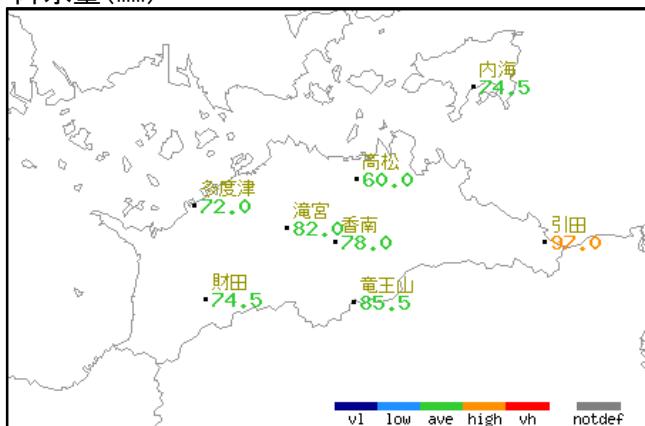 (mm)
内海
74.5
高松
60.0
多度津
72.0
滝宮
82.0
香南
78.0
引田
97.0
財田
74.5
竜王山
85.5
vl low ave high vh notdef